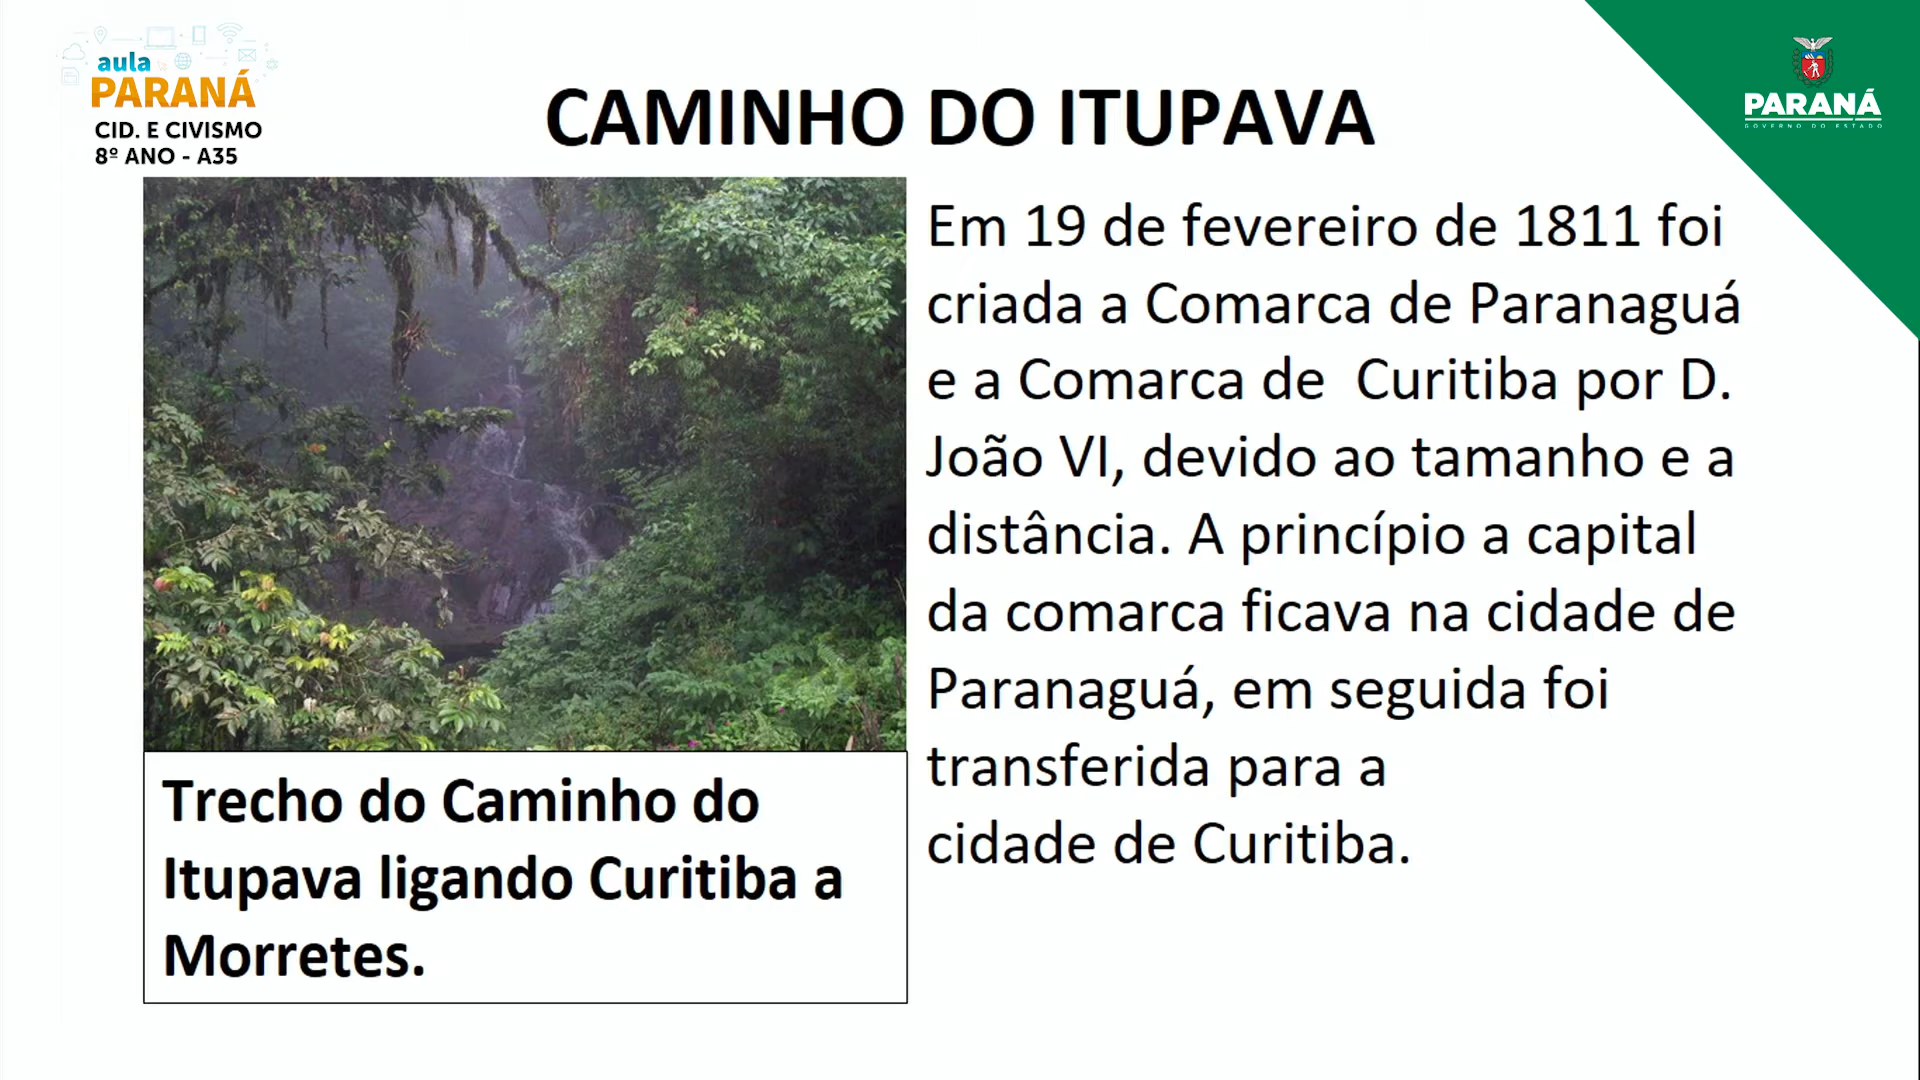 aula
PARANÁ
CID. E CIVISMO
8º ANO - A35
CAMINHO DO ITUPAVA
PARANÁ
GOVERNO DO ESTADO
Em 19 de fevereiro de 1811 foi
criada a Comarca de Paranaguá
e a Comarca de  Curitiba por D.
João VI, devido ao tamanho e a
distância. A princípio a capital
da comarca ficava na cidade de
Paranaguá, em seguida foi
transferida para a
cidade de Curitiba.
Trecho do Caminho do
Itupava ligando Curitiba a
Morretes.